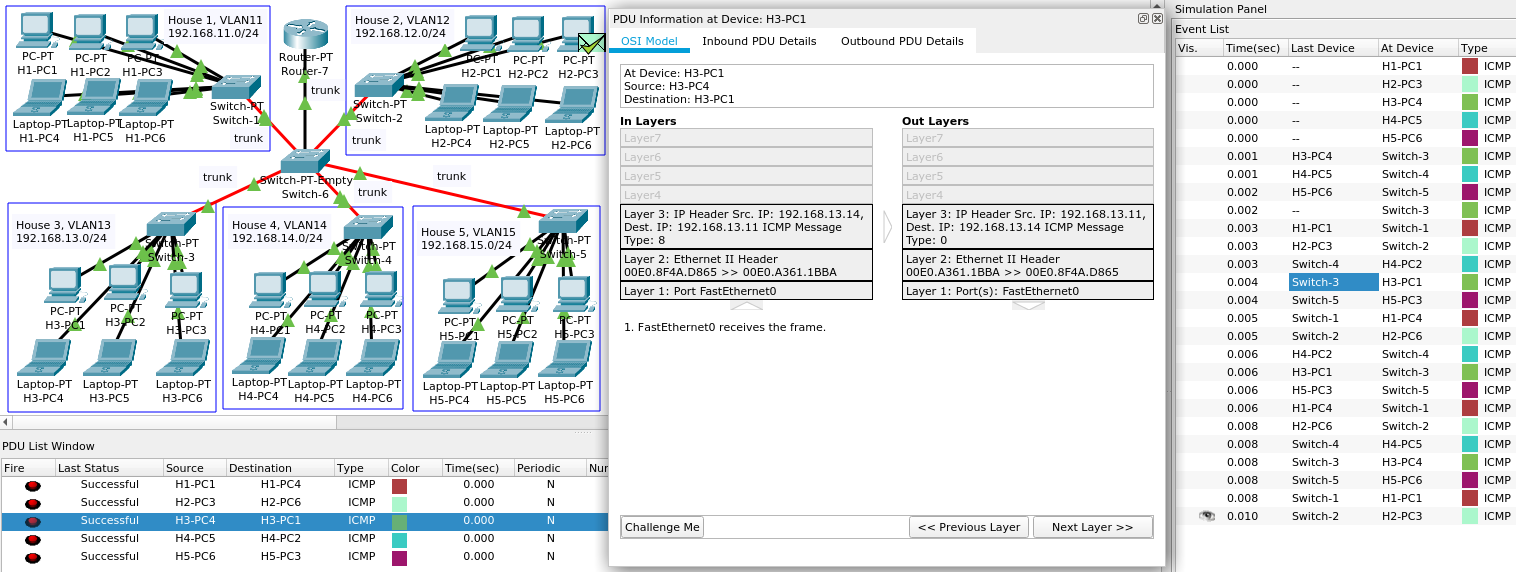 House 1, VLAN11
192.168.11.0/24
PC-PT
H1-PC1
PC-PT
H1-PC2
PC-PT
H1-PC3
Switch-PT
Switch-1
Laptop-PT
H1-PC4
Laptop-PT
H1-PC5
Laptop-PT
H1-PC6
trunk
Router-PT
Router-7
trunk
House 2, VLAN12
192.168.12.0/24
PC-PT
H2-PC1
PC-PT
H2-PC2
PC-PT
H2-PC3
Switch-PT
Switch-2
Laptop-PT
H2-PC4
Laptop-PT
H2-PC5
Laptop-PT
H2-PC6
trunk
Switch-PT-Empty
Switch-6
trunk
trunk
trunk
House 3, VLAN13
192.168.13.0/24
Switch-PT
Switch-3
PC-PT
H3-PC1
PC-PT
H3-PC2
PC-PT
H3-PC3
Laptop-PT
H3-PC4
Laptop-PT
H3-PC5
Laptop-PT
H3-PC6
House 4, VLAN14
192.168.14.0/24
Switch-PT
Switch-4
PC-PT
H4-PC1
PC-PT
H4-PC2
PC-PT
H4-PC3
Laptop-PT
H4-PC4
Laptop-PT
H4-PC5
Laptop-PT
H4-PC6
House 5, VLAN15
192.168.15.0/24
Switch-PT
Switch-5
PC-PT
H5-PC1
PC-PT
H5-PC2
PC-PT
H5-PC3
Laptop-PT
H5-PC4
Laptop-PT
H5-PC5
Laptop-PT
H5-PC6
PDU List Window
Fire Last Status Source Destination Type Color Time(sec) Periodic Nur
Successful H1-PC1 H1-PC4 ICMP 0.000 N
Successful H2-PC3 H2-PC6 ICMP 0.000 N
Successful H3-PC4 H3-PC1 ICMP 0.000 N
Successful H4-PC5 H4-PC2 ICMP 0.000 N
Successful H5-PC6 H5-PC3 ICMP 0.000 N
PDU Information at Device: H3-PC1
OSI Model Inbound PDU Details Outbound PDU Details
At Device: H3-PC1
Source: H3-PC4
Destination: H3-PC1
In Layers
Layer7
Layer6
Layer5
Layer4
Layer 3: IP Header Src. IP: 192.168.13.14,
Dest. IP: 192.168.13.11 ICMP Message
Type: 8
Layer 2: Ethernet II Header
00E0.8F4A.D865 >> 00E0.A361.1BBA
Layer 1: Port FastEthernet0
Out Layers
Layer7
Layer6
Layer5
Layer4
Layer 3: IP Header Src. IP: 192.168.13.11,
Dest. IP: 192.168.13.14 ICMP Message
Type: 0
Layer 2: Ethernet II Header
00E0.A361.1BBA >> 00E0.8F4A.D865
Layer 1: Port(s): FastEthernet0
1. FastEthernet0 receives the frame.
Challenge Me << Previous Layer Next Layer >>
Simulation Panel
Event List
Vis. Time(sec) Last Device At Device Type
0.000 -- H1-PC1 ICMP
0.000 -- H2-PC3 ICMP
0.000 -- H3-PC4 ICMP
0.000 -- H4-PC5 ICMP
0.000 -- H5-PC6 ICMP
0.001 H3-PC4 Switch-3 ICMP
0.001 H4-PC5 Switch-4 ICMP
0.002 H5-PC6 Switch-5 ICMP
0.002 -- Switch-3 ICMP
0.003 H1-PC1 Switch-1 ICMP
0.003 H2-PC3 Switch-2 ICMP
0.003 Switch-4 H4-PC2 ICMP
0.004 Switch-3 H3-PC1 ICMP
0.004 Switch-5 H5-PC3 ICMP
0.005 Switch-1 H1-PC4 ICMP
0.005 Switch-2 H2-PC6 ICMP
0.006 H4-PC2 Switch-4 ICMP
0.006 H3-PC1 Switch-3 ICMP
0.006 H5-PC3 Switch-5 ICMP
0.006 H1-PC4 Switch-1 ICMP
0.008 H2-PC6 Switch-2 ICMP
0.008 Switch-4 H4-PC5 ICMP
0.008 Switch-3 H3-PC4 ICMP
0.008 Switch-5 H5-PC6 ICMP
0.008 Switch-1 H1-PC1 ICMP
0.010 Switch-2 H2-PC3 ICMP